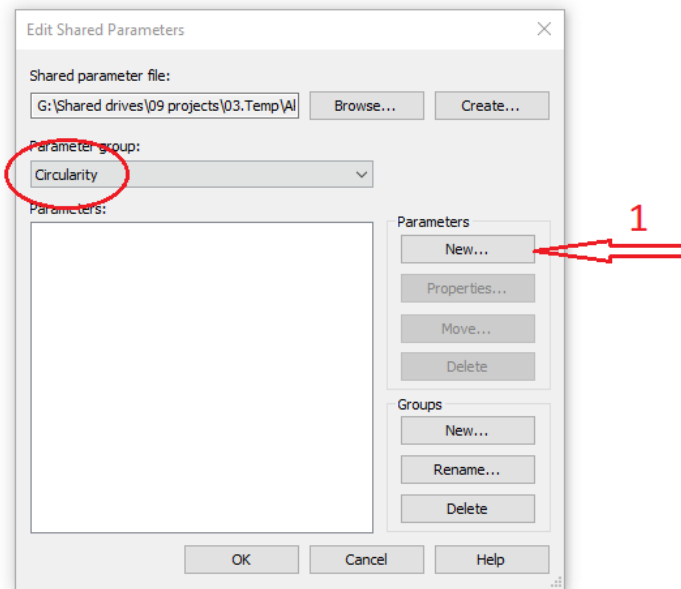 Edit Shared Parameters
Shared parameter file:
G:\Shared drives\09 projects\03.Temp\Al
Browse...
Create...
Parameter group:
Circularity
Parameters:
Parameters
New...
1
Properties...
Move...
Delete
Groups
New...
Rename...
Delete
OK
Cancel
Help